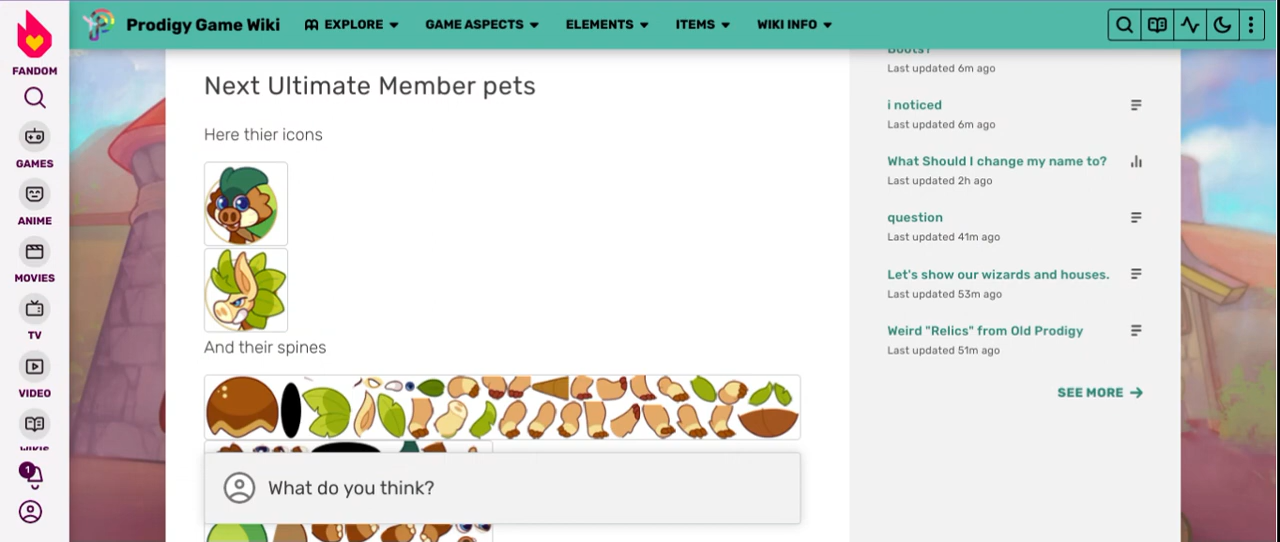 FANDOM
GAMES
ANIME
MOVIES
TV
VIDEO
1
Prodigy Game Wiki
EXPLORE
GAME ASPECTS
ELEMENTS
ITEMS
WIKI INFO
Next Ultimate Member pets
Here thier icons
And their spines
What do you think?
Last updated 6m ago
i noticed
Last updated 6m ago
What Should I change my name to?
Last updated 2h ago
question
Last updated 41m ago
Let's show our wizards and houses.
Last updated 53m ago
Weird "Relics" from Old Prodigy
Last updated 51m ago
SEE MORE